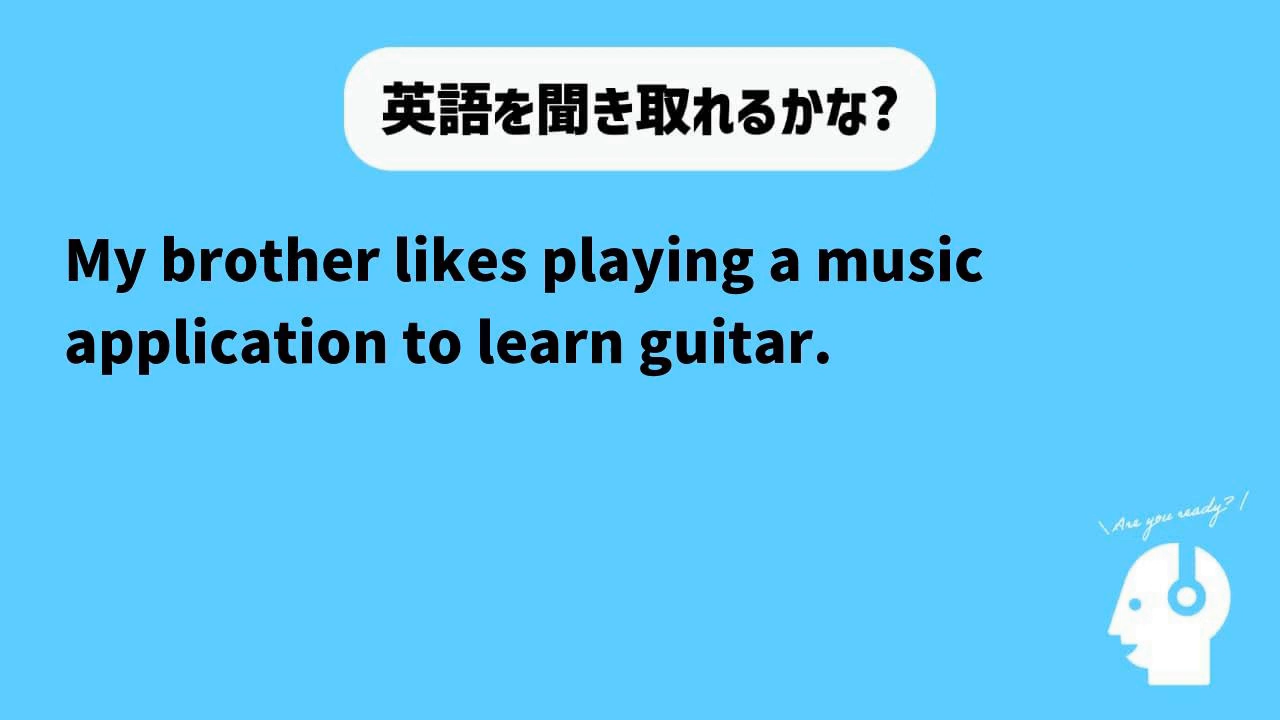 英語を聞き取れるかな?
My brother likes playing a music
application to learn guitar.
\ Are you ready? /